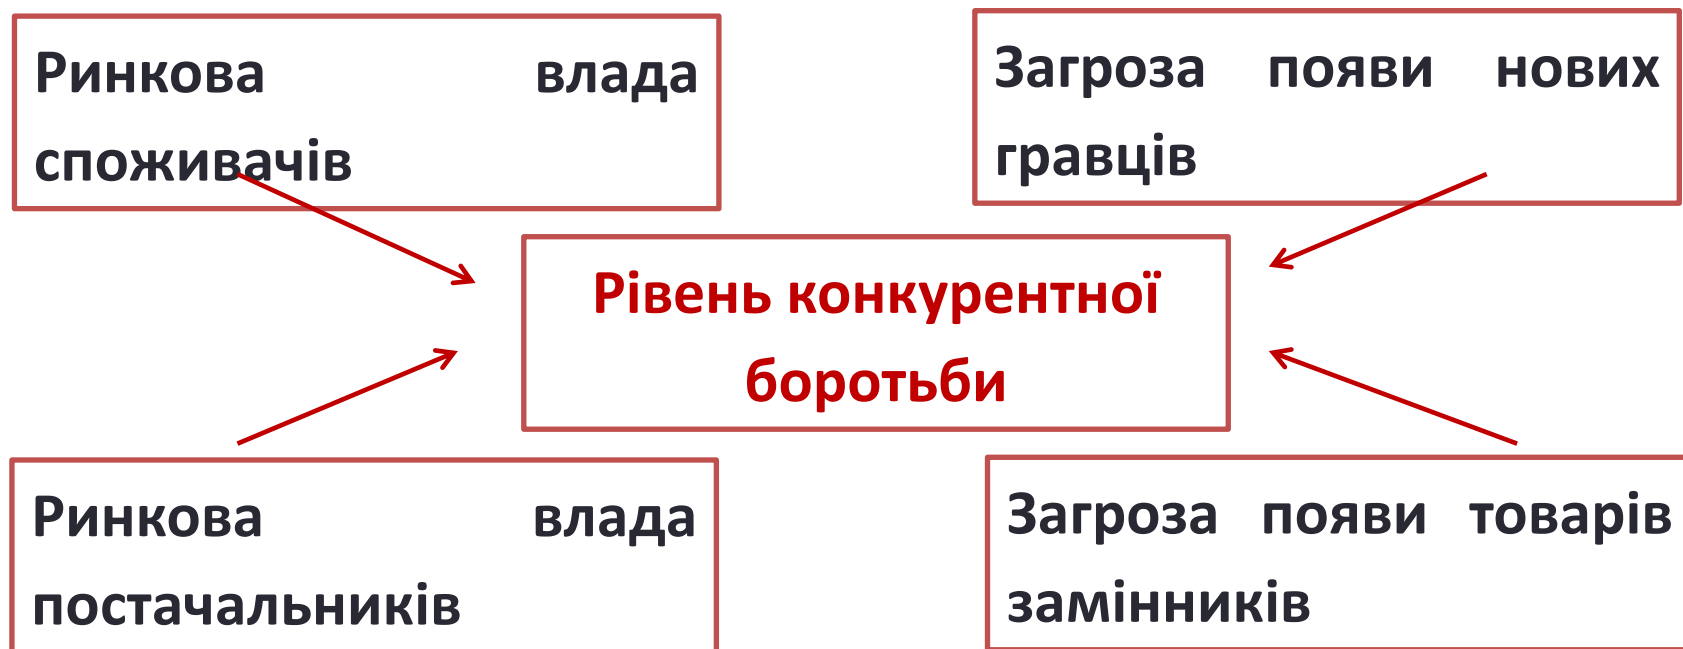 Ринкова влада
споживачів
Загроза появи нових
гравців
Рівень конкурентної
боротьби
Ринкова влада
постачальників
Загроза появи товарів
замінників